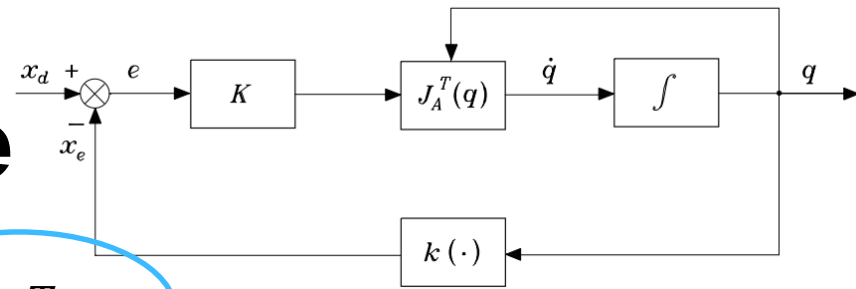 x_d + e K J_A^T(q) q̇ ∫ q
− x_e
e
k (·)
T